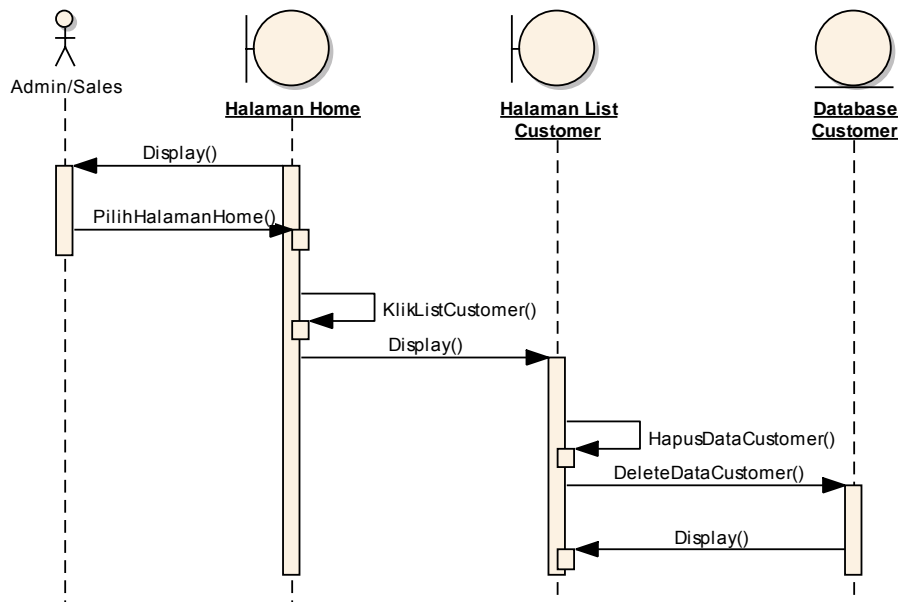 Admin/Sales
Halaman Home
Halaman List
Customer
Database
Customer
Display()
PilihHalamanHome()
KlikListCustomer()
Display()
HapusDataCustomer()
DeleteDataCustomer()
Display()